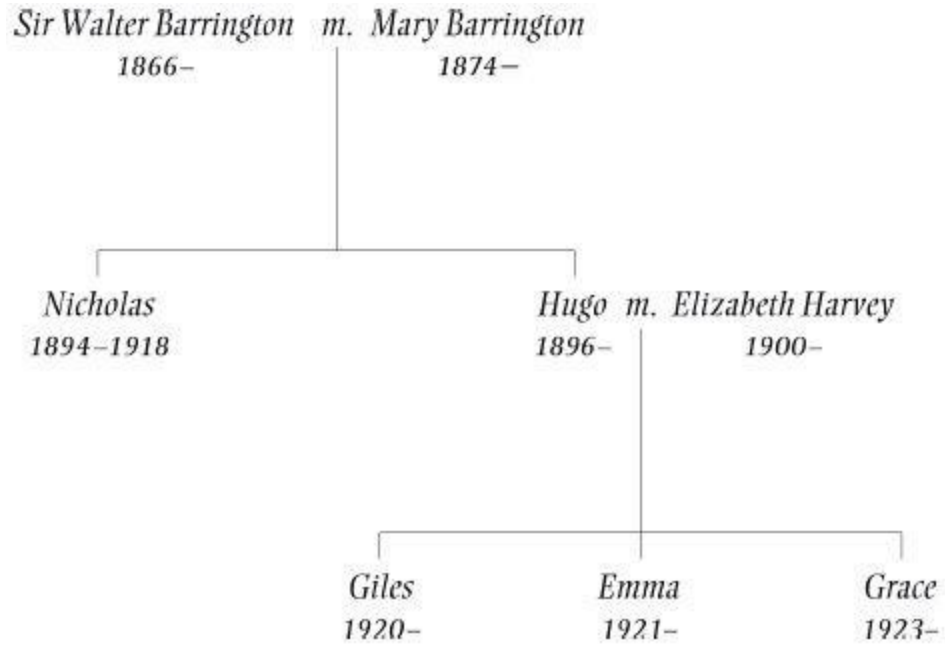 Sir Walter Barrington m. Mary Barrington
1866– 1874–
Nicholas Hugo m. Elizabeth Harvey
1894–1918 1896– 1900–
Giles Emma Grace
1920– 1921– 1923–